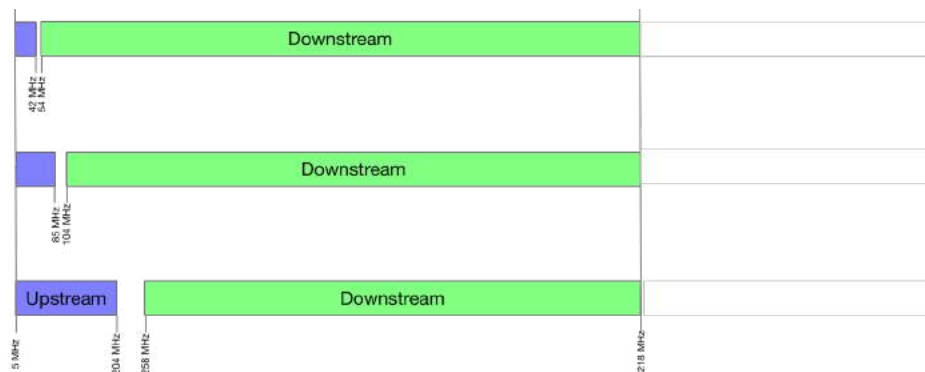 Downstream
42 MHz
54 MHz
Downstream
85 MHz
104 MHz
Upstream
Downstream
5 MHz
204 MHz
258 MHz
218 MHz